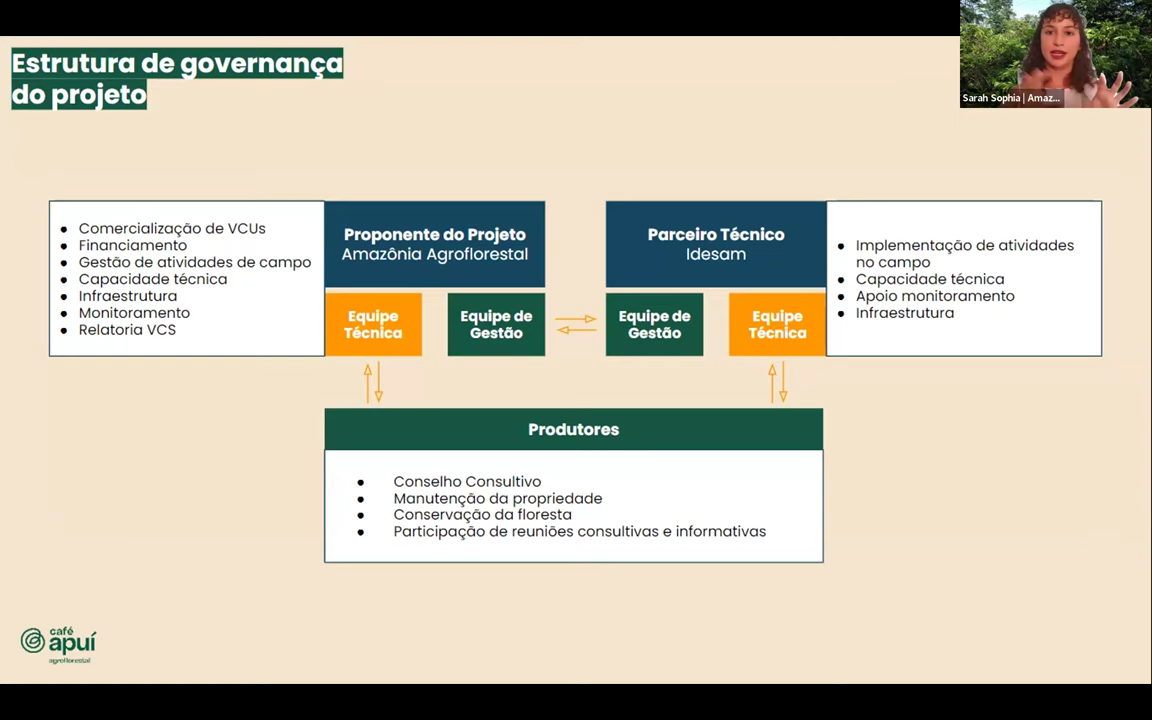 Estrutura de governança
do projeto
Sarah Sophia | Amaz...
Comercialização de VCUs
Financiamento
Gestão de atividades de campo
Capacidade técnica
Infraestrutura
Monitoramento
Relatoria VCS
Proponente do Projeto
Amazônia Agroflorestal
Equipe
Técnica
Equipe de
Gestão
Parceiro Técnico
Idesam
Equipe de
Gestão
Equipe
Técnica
Implementação de atividades
no campo
Capacidade técnica
Apoio monitoramento
Infraestrutura
Produtores
Conselho Consultivo
Manutenção da propriedade
Conservação da floresta
Participação de reuniões consultivas e informativas
café
apuí
agroflorestal